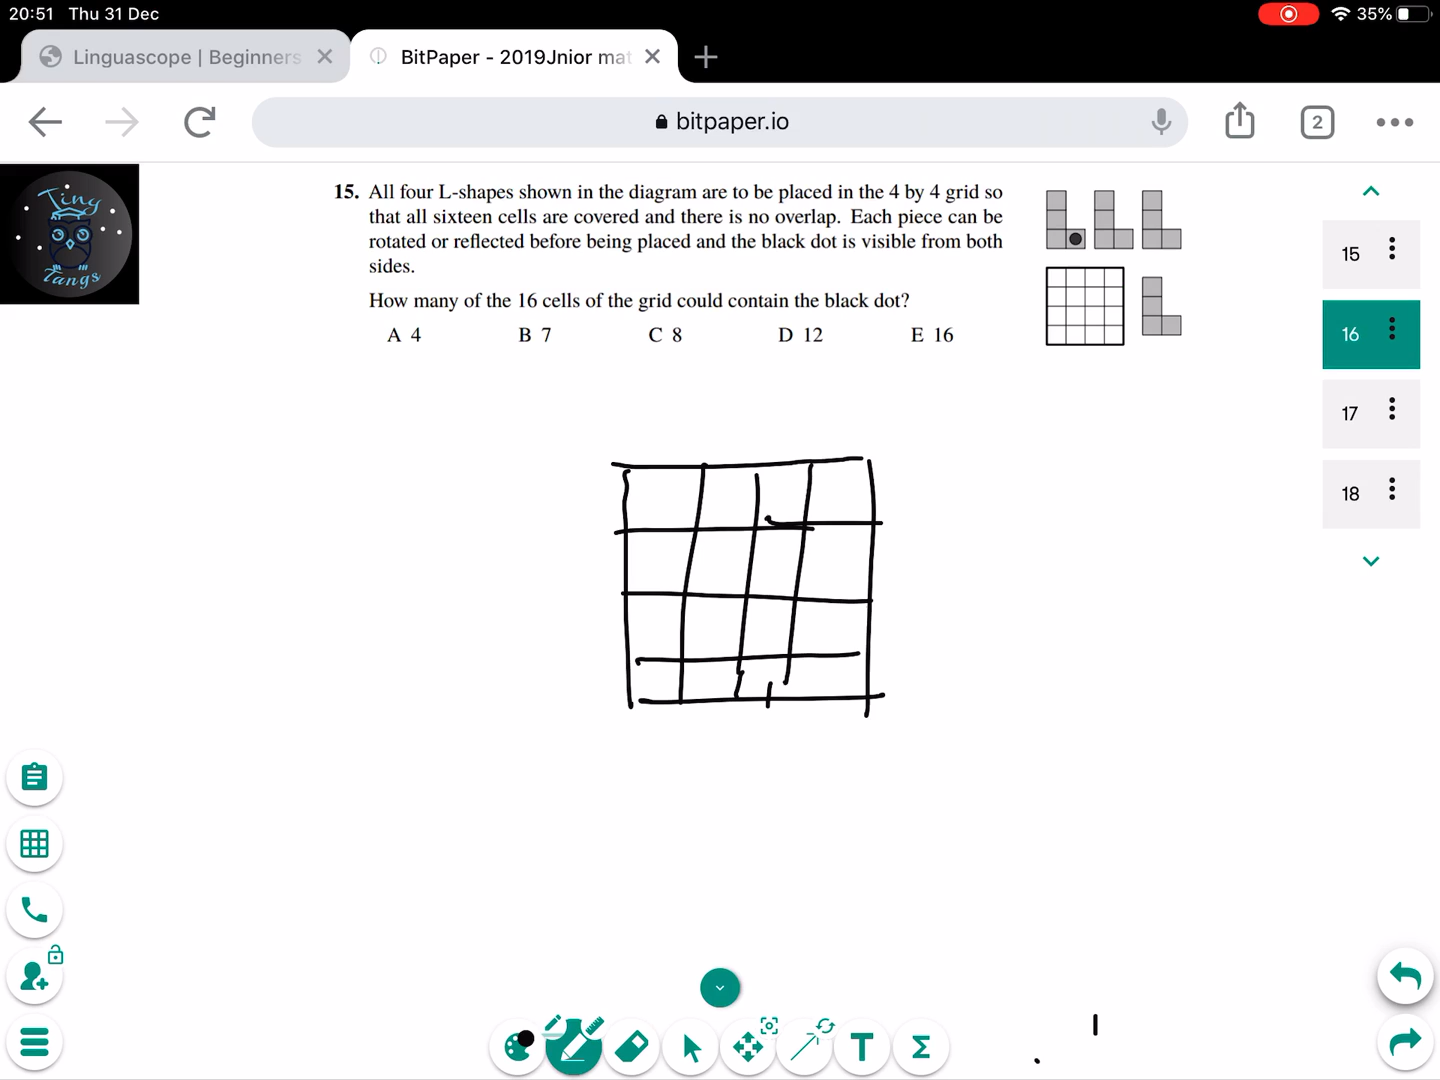 20:51 Thu 31 Dec
35%
Linguascope | Beginners
BitPaper - 2019Jnior mat
bitpaper.io
2
Tiny
Tangs
15. All four L-shapes shown in the diagram are to be placed in the 4 by 4 grid so
that all sixteen cells are covered and there is no overlap. Each piece can be
rotated or reflected before being placed and the black dot is visible from both
sides.
How many of the 16 cells of the grid could contain the black dot?
A 4 B 7 C 8 D 12 E 16
15
16
17
18
T Σ